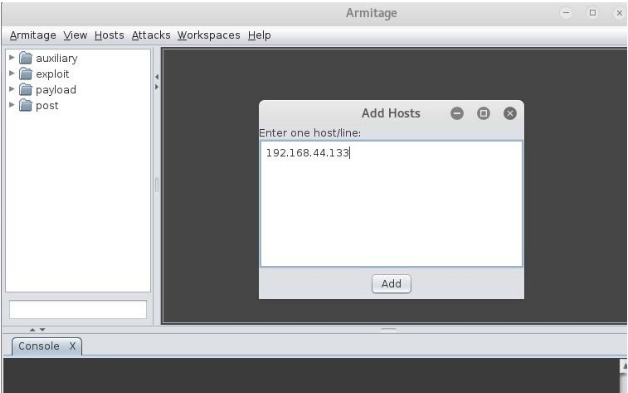 Armitage
Armitage View Hosts Attacks Workspaces Help
auxiliary
exploit
payload
post
Add Hosts
Enter one host/line:
192.168.44.133
Add
Console X